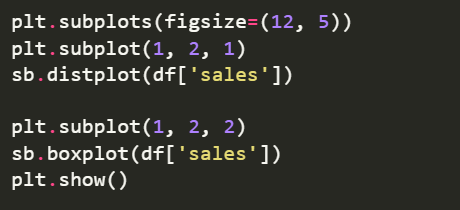 plt.subplots(figsize=(12, 5))
plt.subplot(1, 2, 1)
sb.distplot(df['sales'])
plt.subplot(1, 2, 2)
sb.boxplot(df['sales'])
plt.show()